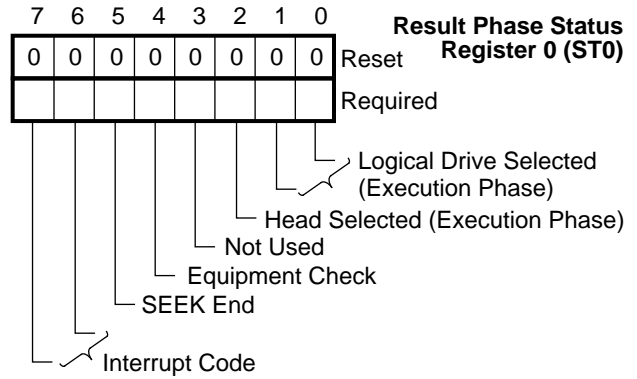 7 6 5 4 3 2 1 0
Result Phase Status
Register 0 (ST0)
0 0 0 0 0 0 0 0 Reset
Required
Logical Drive Selected
(Execution Phase)
Head Selected (Execution Phase)
Not Used
Equipment Check
SEEK End
Interrupt Code